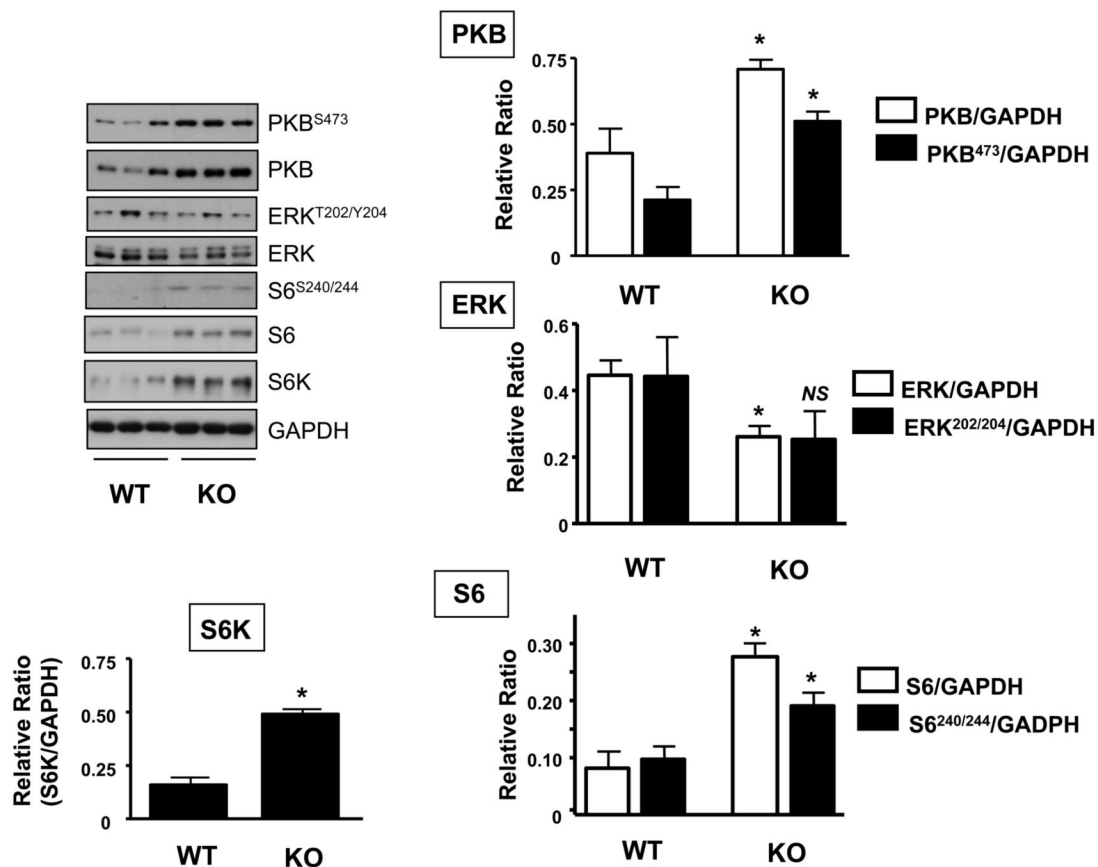 PKB^S473
PKB
ERK^T202/Y204
ERK
S6^S240/244
S6
S6K
GAPDH
WT KO
PKB
Relative Ratio
0.75
0.50
0.25
0
*
*
WT KO
PKB/GAPDH
PKB^473/GAPDH
ERK
Relative Ratio
0.6
0.4
0.2
0
*
NS
WT KO
ERK/GAPDH
ERK^202/204/GAPDH
S6K
Relative Ratio
(S6K/GAPDH)
0.75
0.50
0.25
0
*
WT KO
S6
Relative Ratio
0.30
0.20
0.10
0
*
*
WT KO
S6/GAPDH
S6^240/244/GADPH